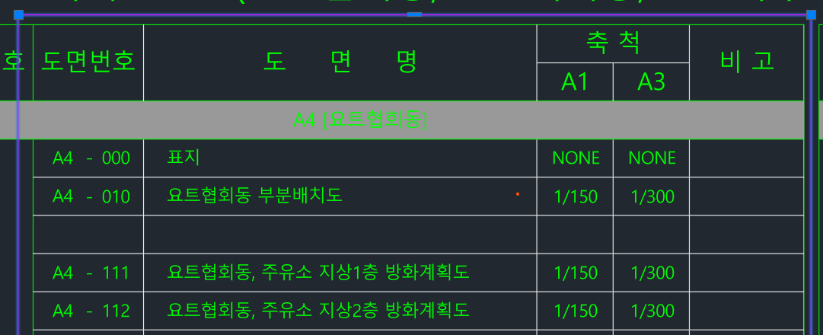 호 도면번호 도 면 명 축 척 비 고
A1 A3
A4 [요트협회동]
A4 - 000 표지 NONE NONE
A4 - 010 요트협회동 부분배치도 1/150 1/300
A4 - 111 요트협회동, 주유소 지상1층 방화계획도 1/150 1/300
A4 - 112 요트협회동, 주유소 지상2층 방화계획도 1/150 1/300